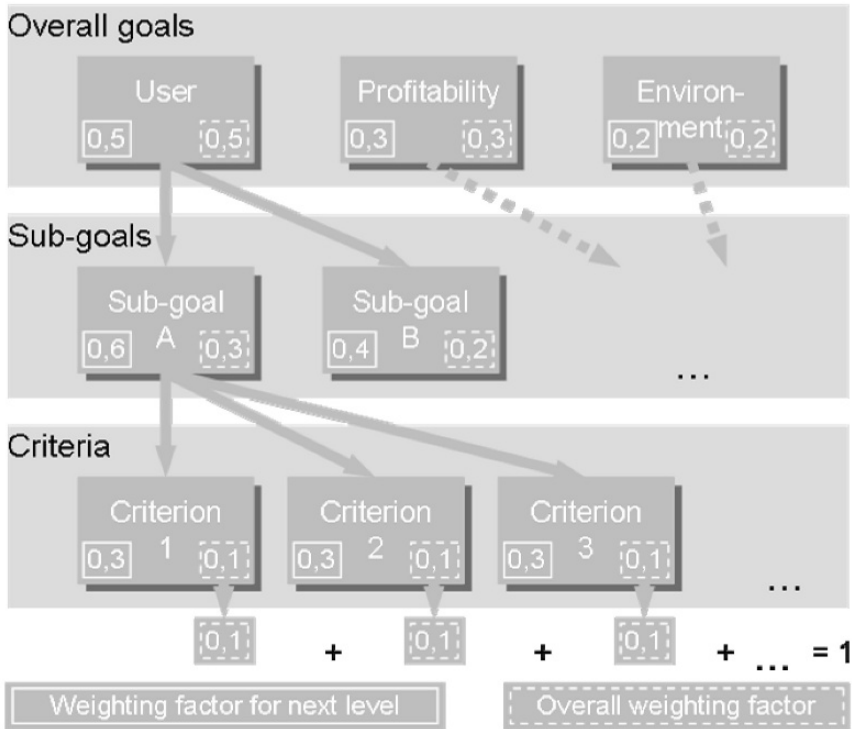 Overall goals
User
0,5 0,5
Profitability
0,3 0,3
Environ-
ment
0,2 0,2
Sub-goals
Sub-goal
A
0,6 0,3
Sub-goal
B
0,4 0,2
...
Criteria
Criterion
1
0,3 0,1
Criterion
2
0,3 0,1
Criterion
3
0,3 0,1
...
0,1 + 0,1 + 0,1 + ... = 1
Weighting factor for next level
Overall weighting factor